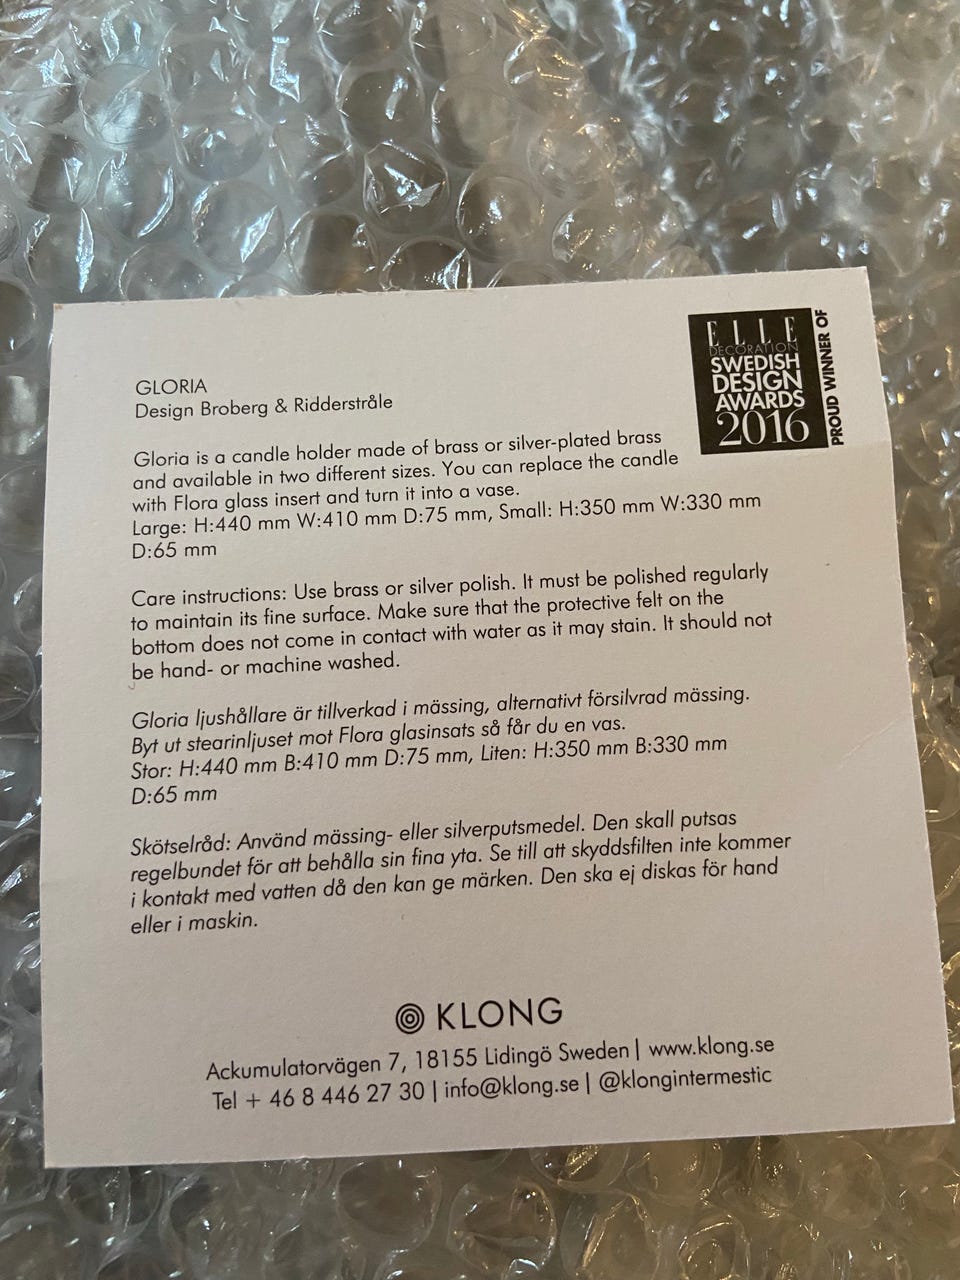 ELLE
DECORATION
SWEDISH
DESIGN
AWARDS
2016
PROUD WINNER OF
GLORIA
Design Broberg & Ridderstråle
Gloria is a candle holder made of brass or silver-plated brass
and available in two different sizes. You can replace the candle
with Flora glass insert and turn it into a vase.
Large: H:440 mm W:410 mm D:75 mm, Small: H:350 mm W:330 mm
D:65 mm
Care instructions: Use brass or silver polish. It must be polished regularly
to maintain its fine surface. Make sure that the protective felt on the
bottom does not come in contact with water as it may stain. It should not
be hand- or machine washed.
Gloria ljushållare är tillverkad i mässing, alternativt försilvrad mässing.
Byt ut stearinljuset mot Flora glasinsats så får du en vas.
Stor: H:440 mm B:410 mm D:75 mm, Liten: H:350 mm B:330 mm
D:65 mm
Skötselråd: Använd mässing- eller silverputsmedel. Den skall putsas
regelbundet för att behålla sin fina yta. Se till att skyddsfilten inte kommer
i kontakt med vatten då den kan ge märken. Den ska ej diskas för hand
eller i maskin.
KLONG
Ackumulatorvägen 7, 18155 Lidingö Sweden | www.klong.se
Tel + 46 8 446 27 30 | info@klong.se | @klongintermestic